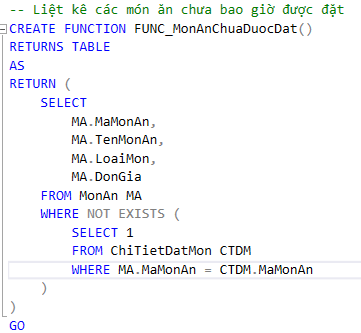 -- Liệt kê các món ăn chưa bao giờ được đặt
CREATE FUNCTION FUNC_MonAnChuaDuocDat()
RETURNS TABLE
AS
RETURN (
    SELECT
        MA.MaMonAn,
        MA.TenMonAn,
        MA.LoaiMon,
        MA.DonGia
    FROM MonAn MA
    WHERE NOT EXISTS (
        SELECT 1
        FROM ChiTietDatMon CTDM
        WHERE MA.MaMonAn = CTDM.MaMonAn
    )
)
GO